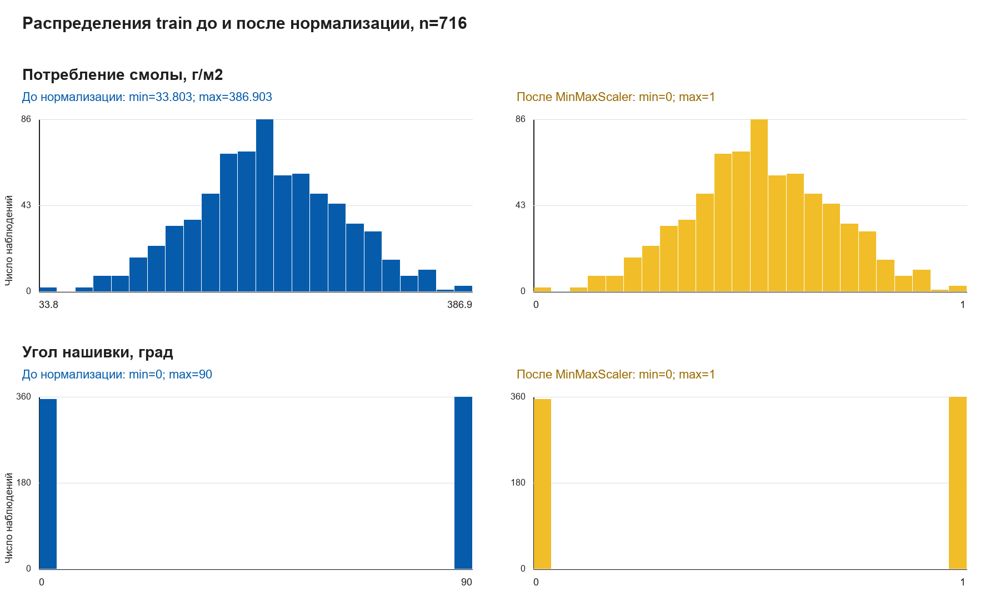 Распределения train до и после нормализации, n=716
Потребление смолы, г/м2
До нормализации: min=33.803; max=386.903
После MinMaxScaler: min=0; max=1
86
43
0
Число наблюдений
33.8
386.9
86
43
0
0
1
Угол нашивки, град
До нормализации: min=0; max=90
После MinMaxScaler: min=0; max=1
360
180
0
Число наблюдений
0
90
360
180
0
0
1